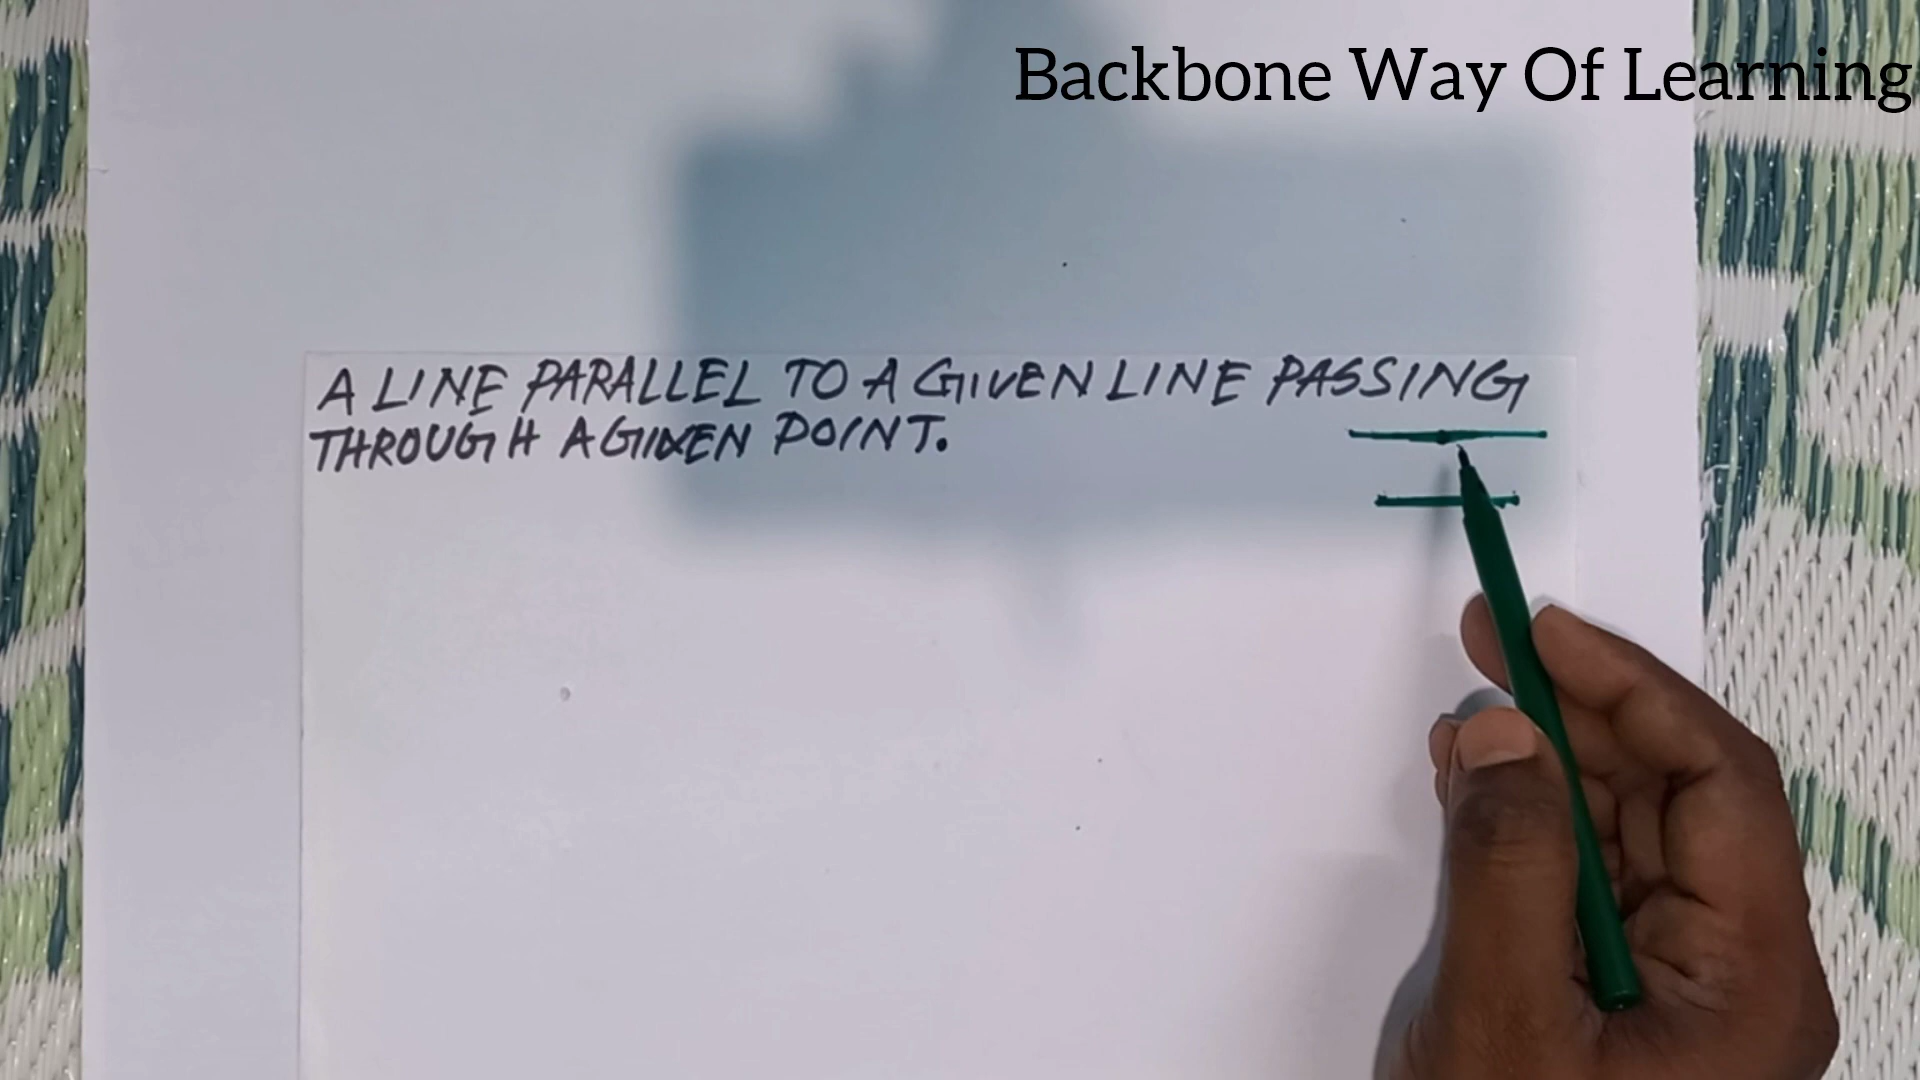 Backbone Way Of Learning
A LINE PARALLEL TO A GIVEN LINE PASSING
THROUGH A GIVEN POINT.